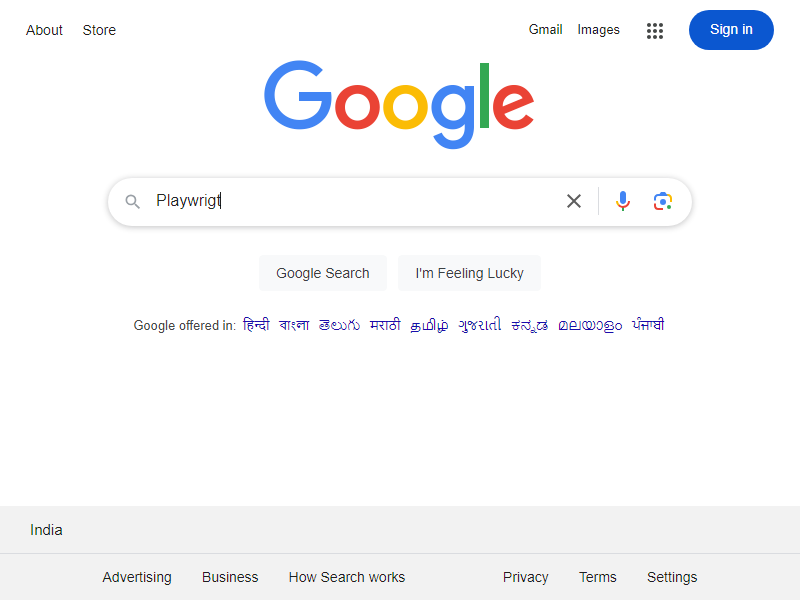 About Store Gmail Images Sign in
Google
Playwrigt
Google Search I'm Feeling Lucky
Google offered in: हिन्दी বাংলা తెలుగు मराठी தமிழ் ગુજરાતી ಕನ್ನಡ മലയാളം ਪੰਜਾਬੀ
India
Advertising Business How Search works Privacy Terms Settings